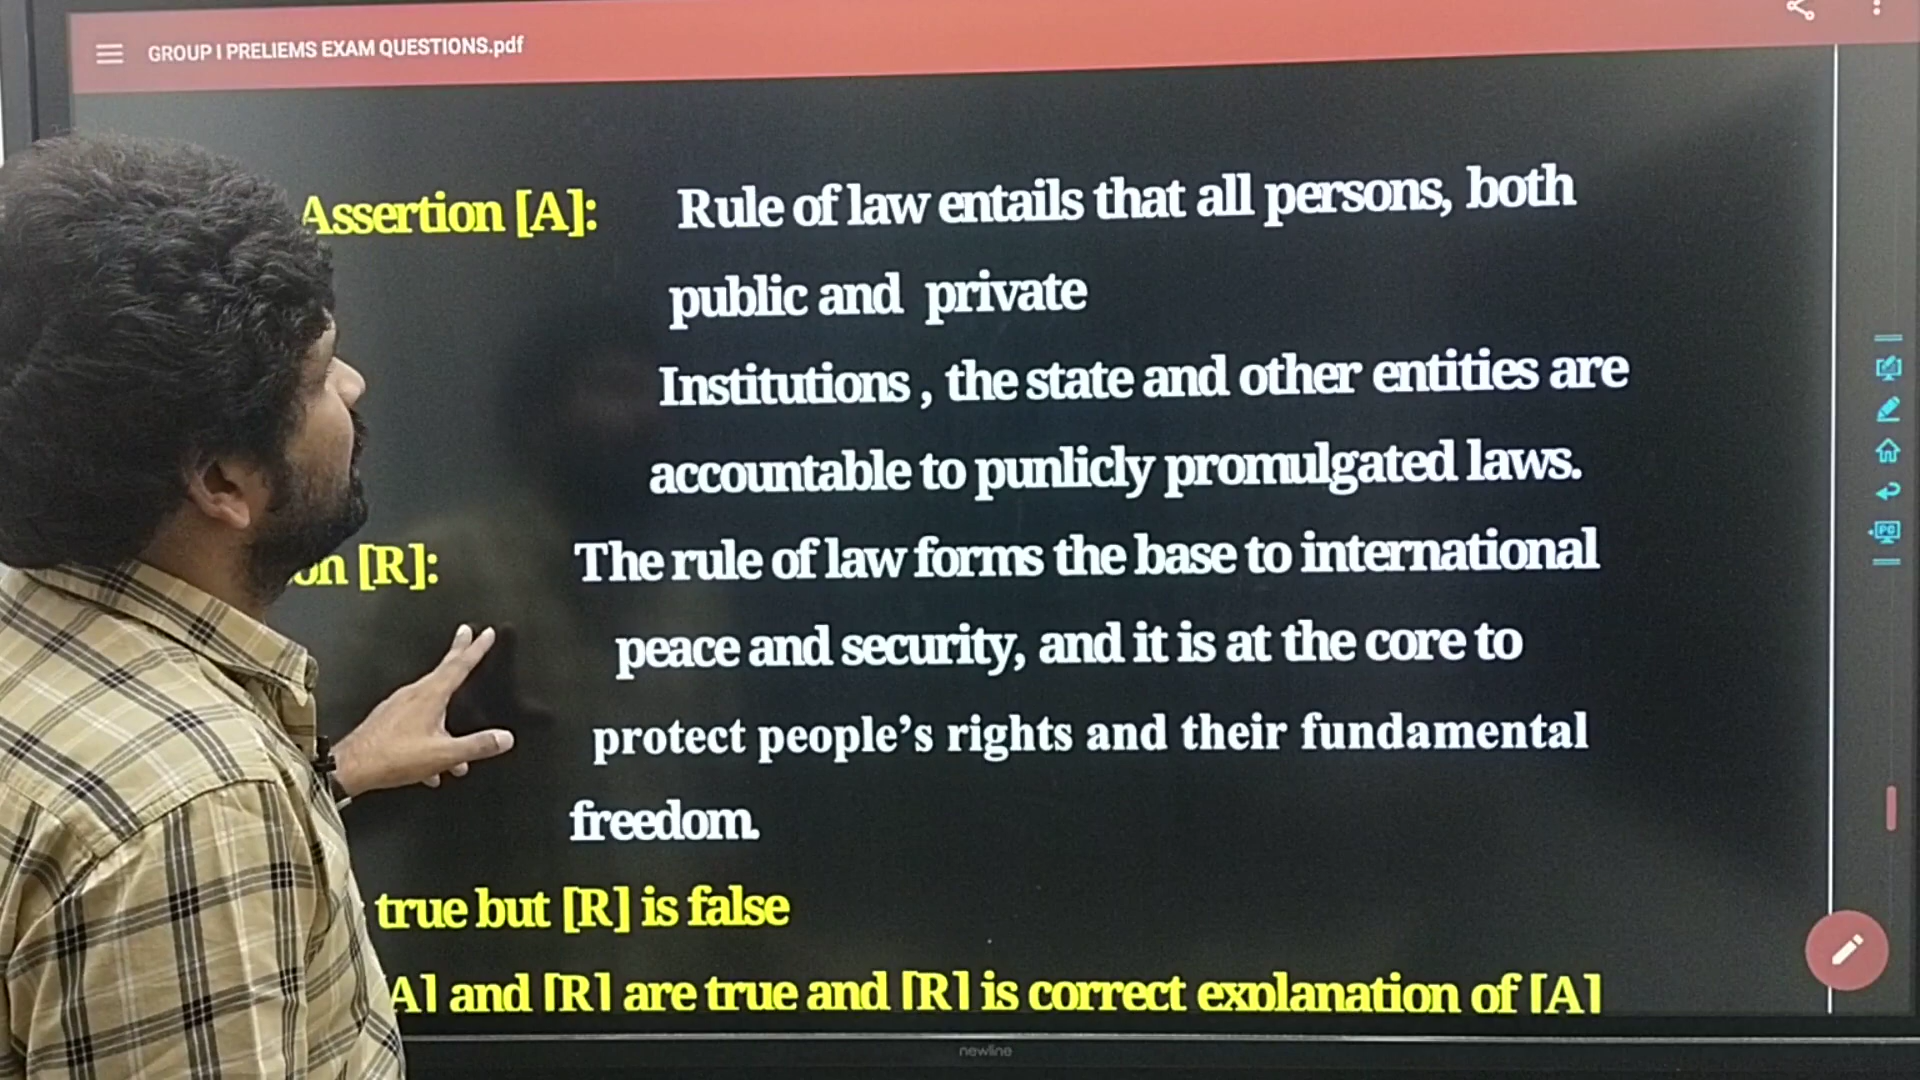 GROUP I PRELIEMS EXAM QUESTIONS.pdf
Assertion [A]: Rule of law entails that all persons, both
public and private
Institutions , the state and other entities are
accountable to punlicly promulgated laws.
[R]: The rule of law forms the base to international
peace and security, and it is at the core to
protect people's rights and their fundamental
freedom.
true but [R] is false
[A] and [R] are true and [R] is correct explanation of [A]
PC
newline